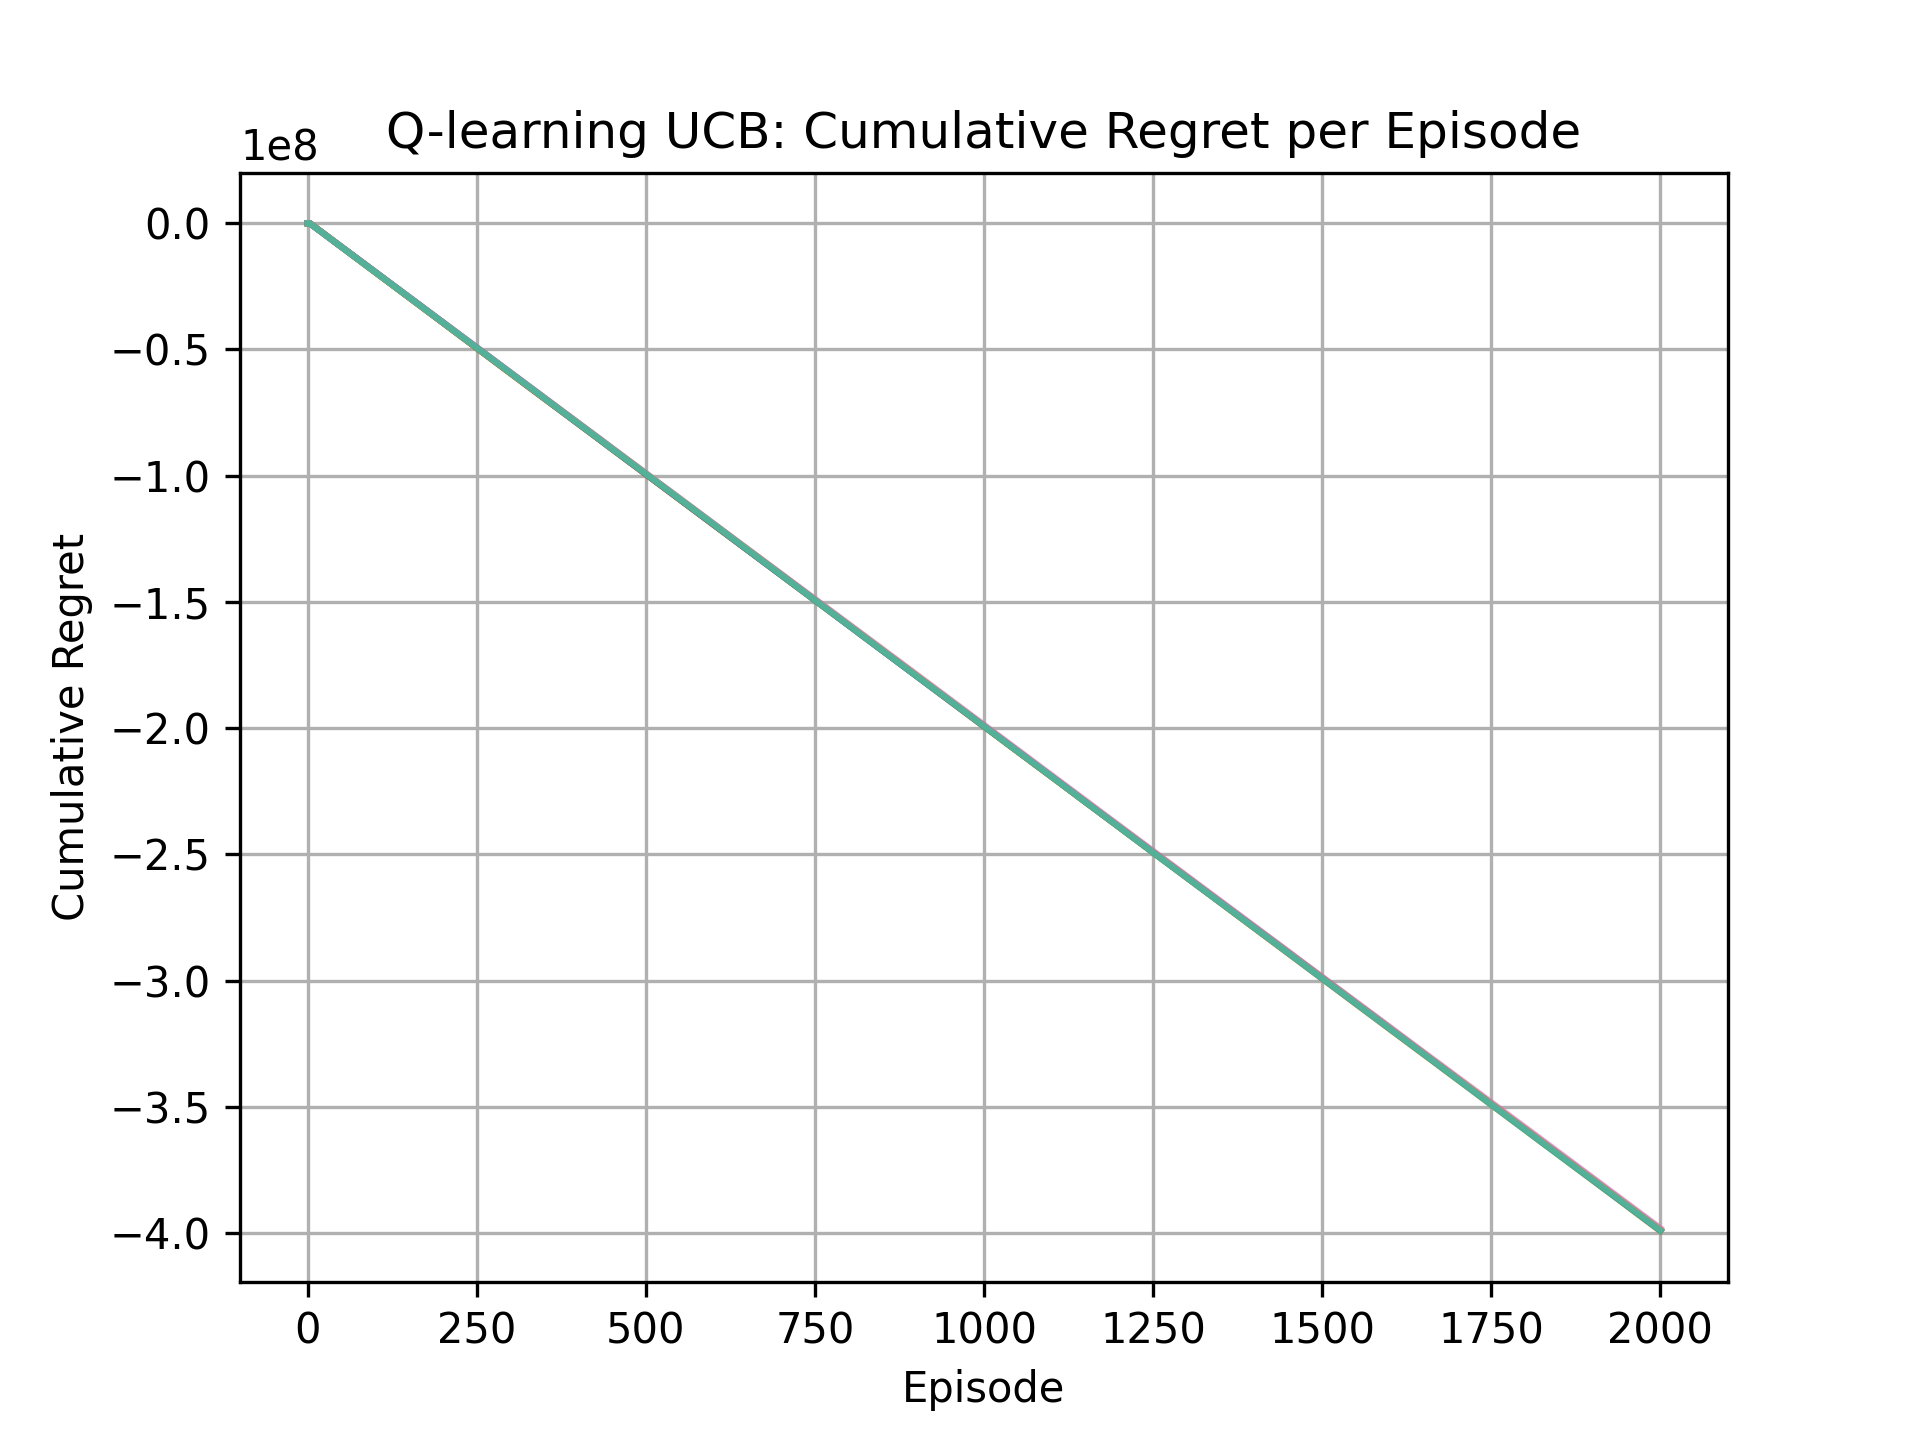 Q-learning UCB: Cumulative Regret per Episode
1e8
0.0
−0.5
−1.0
−1.5
−2.0
−2.5
−3.0
−3.5
−4.0
Cumulative Regret
0 250 500 750 1000 1250 1500 1750 2000
Episode